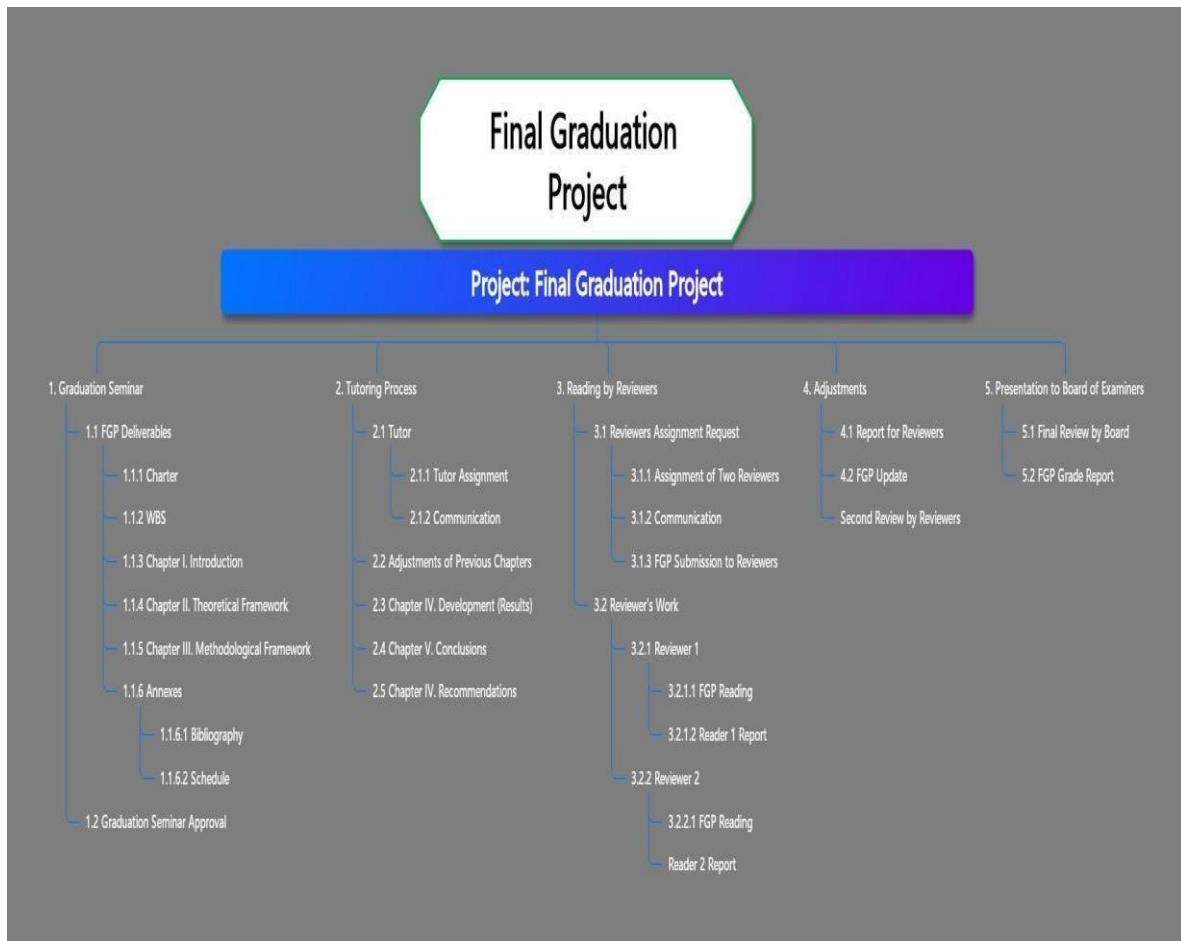 Final Graduation
Project
Project: Final Graduation Project
1. Graduation Seminar
1.1 FGP Deliverables
1.1.1 Charter
1.1.2 WBS
1.1.3 Chapter I. Introduction
1.1.4 Chapter II. Theoretical Framework
1.1.5 Chapter III. Methodological Framework
1.1.6 Annexes
1.1.6.1 Bibliography
1.1.6.2 Schedule
1.2 Graduation Seminar Approval
2. Tutoring Process
2.1 Tutor
2.1.1 Tutor Assignment
2.1.2 Communication
2.2 Adjustments of Previous Chapters
2.3 Chapter IV. Development (Results)
2.4 Chapter V. Conclusions
2.5 Chapter IV. Recommendations
3. Reading by Reviewers
3.1 Reviewers Assignment Request
3.1.1 Assignment of Two Reviewers
3.1.2 Communication
3.1.3 FGP Submission to Reviewers
3.2 Reviewer's Work
3.2.1 Reviewer 1
3.2.1.1 FGP Reading
3.2.1.2 Reader 1 Report
3.2.2 Reviewer 2
3.2.2.1 FGP Reading
Reader 2 Report
4. Adjustments
4.1 Report for Reviewers
4.2 FGP Update
Second Review by Reviewers
5. Presentation to Board of Examiners
5.1 Final Review by Board
5.2 FGP Grade Report